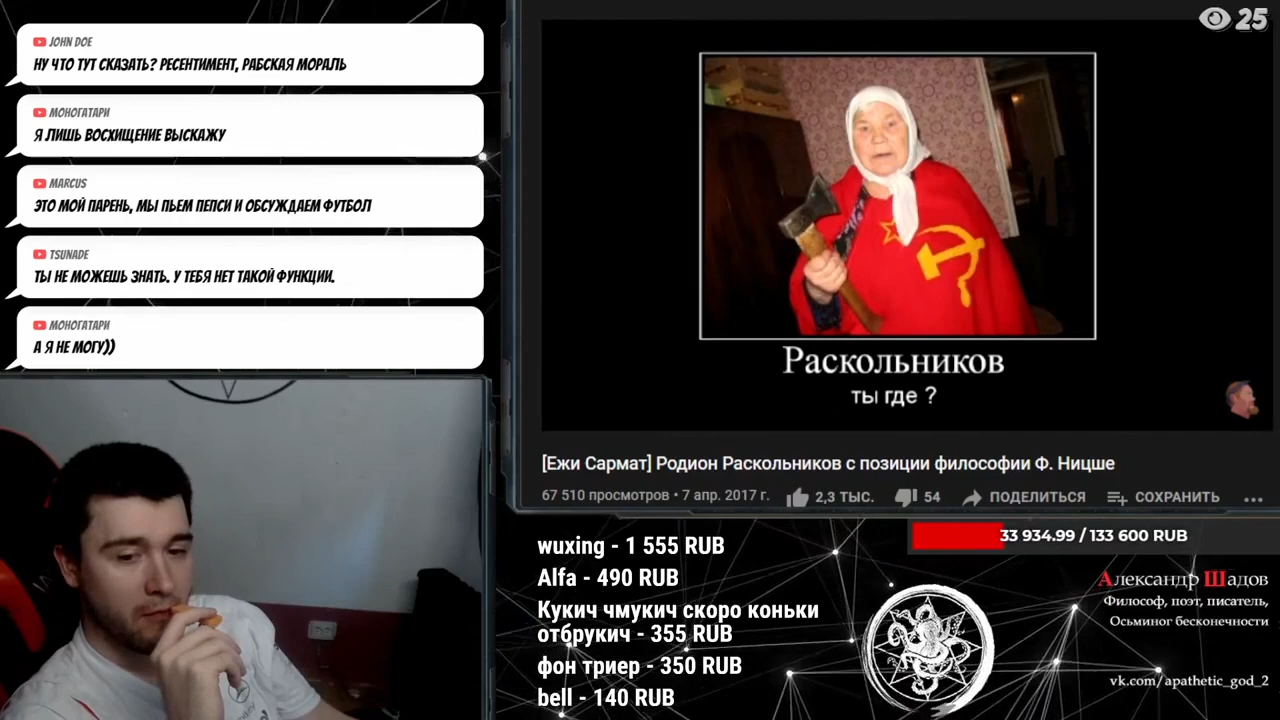 JOHN DOE
НУ ЧТО ТУТ СКАЗАТЬ? РЕСЕНТИМЕНТ, РАБСКАЯ МОРАЛЬ
МОНОГАТАРИ
Я ЛИШЬ ВОСХИЩЕНИЕ ВЫСКАЖУ
MARCUS
ЭТО МОЙ ПАРЕНЬ, МЫ ПЬЕМ ПЕПСИ И ОБСУЖДАЕМ ФУТБОЛ
TSUNADE
ТЫ НЕ МОЖЕШЬ ЗНАТЬ. У ТЕБЯ НЕТ ТАКОЙ ФУНКЦИИ.
МОНОГАТАРИ
А Я НЕ МОГУ))
25
Раскольников
ты где ?
[Ежи Сармат] Родион Раскольников с позиции философии Ф. Ницше
67 510 просмотров • 7 апр. 2017 г.
2,3 ТЫС.
54
ПОДЕЛИТЬСЯ
СОХРАНИТЬ
33 934.99 / 133 600 RUB
wuxing - 1 555 RUB
Alfa - 490 RUB
Кукич чмукич скоро коньки
отбрукич - 355 RUB
фон триер - 350 RUB
bell - 140 RUB
Александр Шадов
Философ, поэт, писатель,
Осьминог бесконечности
vk.com/apathetic_god_2